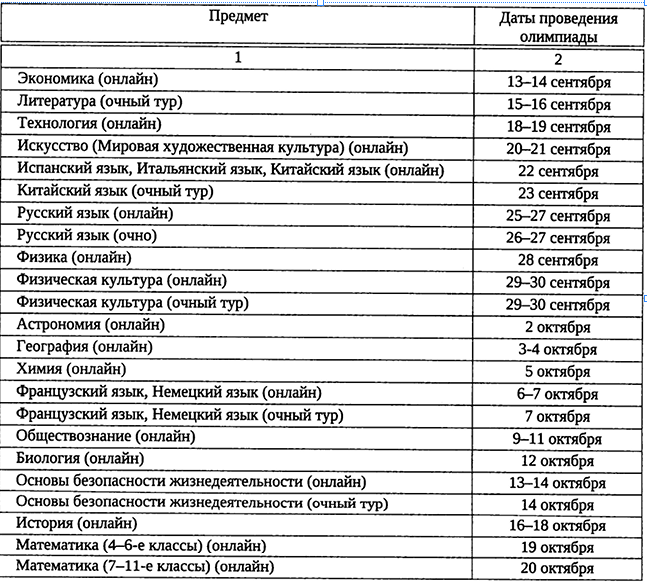 Предмет Даты проведения
олимпиады
1 2
Экономика (онлайн) 13–14 сентября
Литература (очный тур) 15–16 сентября
Технология (онлайн) 18–19 сентября
Искусство (Мировая художественная культура) (онлайн) 20–21 сентября
Испанский язык, Итальянский язык, Китайский язык (онлайн) 22 сентября
Китайский язык (очный тур) 23 сентября
Русский язык (онлайн) 25–27 сентября
Русский язык (очно) 26–27 сентября
Физика (онлайн) 28 сентября
Физическая культура (онлайн) 29–30 сентября
Физическая культура (очный тур) 29–30 сентября
Астрономия (онлайн) 2 октября
География (онлайн) 3-4 октября
Химия (онлайн) 5 октября
Французский язык, Немецкий язык (онлайн) 6–7 октября
Французский язык, Немецкий язык (очный тур) 7 октября
Обществознание (онлайн) 9–11 октября
Биология (онлайн) 12 октября
Основы безопасности жизнедеятельности (онлайн) 13–14 октября
Основы безопасности жизнедеятельности (очный тур) 14 октября
История (онлайн) 16–18 октября
Математика (4–6-е классы) (онлайн) 19 октября
Математика (7–11-е классы) (онлайн) 20 октября